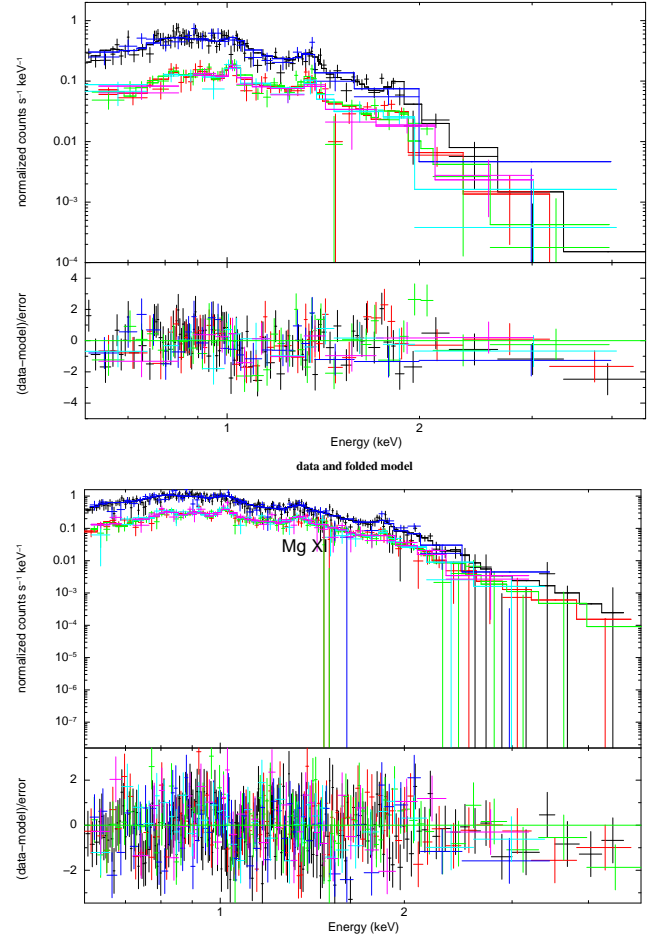 1
0.1
0.01
10⁻³
10⁻⁴
normalized counts s⁻¹ keV⁻¹
4
2
0
−2
−4
(data−model)/error
1 2
Energy (keV)
data and folded model
1
0.1
0.01
10⁻³
10⁻⁴
10⁻⁵
10⁻⁶
10⁻⁷
normalized counts s⁻¹ keV⁻¹
Mg XI
2
0
−2
(data−model)/error
1 2
Energy (keV)